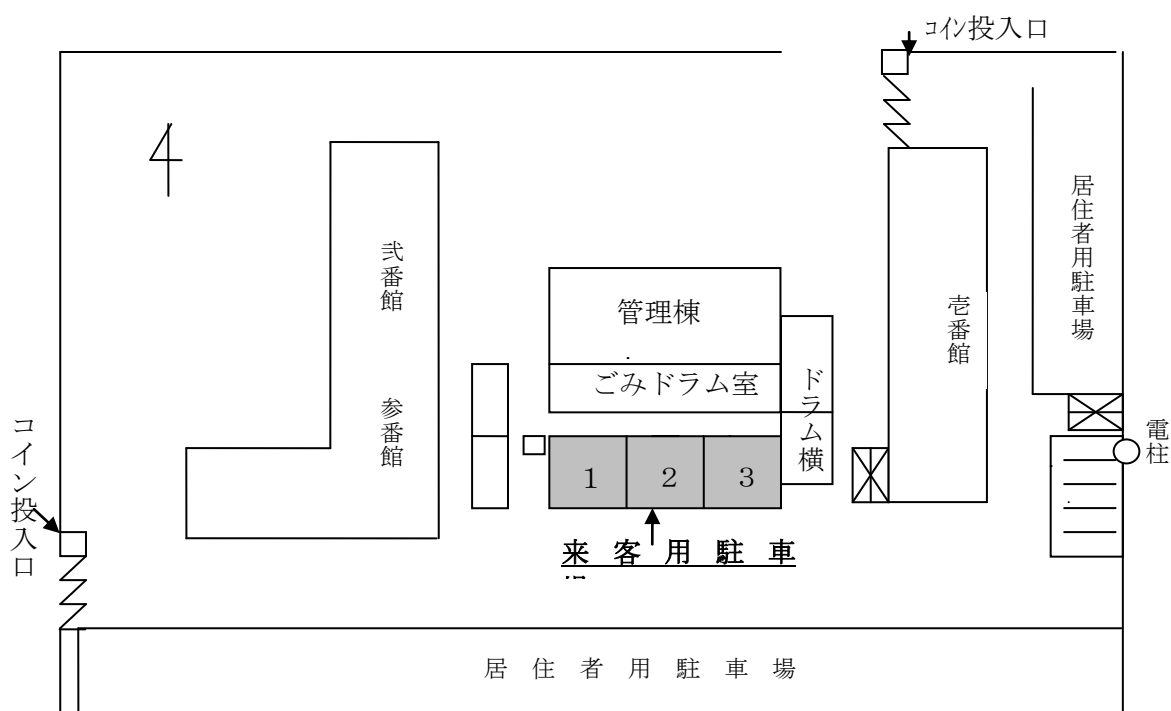 コイン投入口
居住者用駐車場
弐番館
管理棟
壱番館
ごみドラム室
ドラム横
参番館
電柱
コイン投入口
1
2
3
来客用駐車
居住者用駐車場